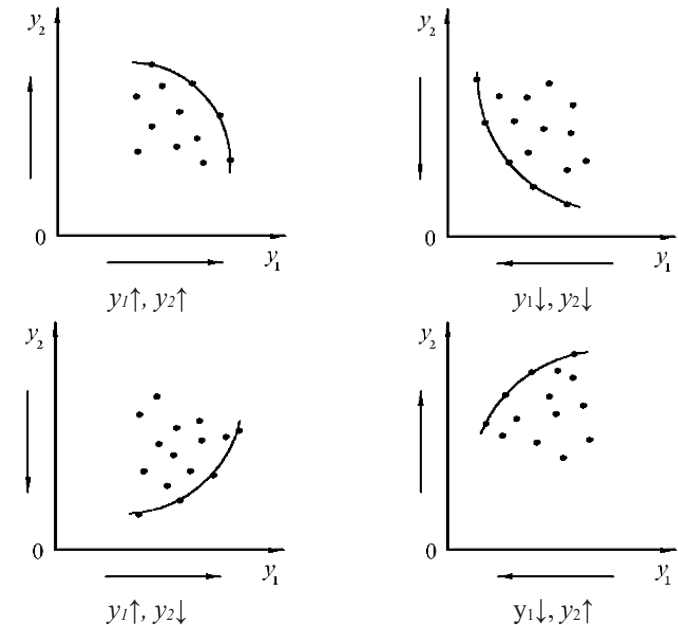 y₂
0
y₁
y₁↑, y₂↑
y₂
0
y₁
y₁↓, y₂↓
y₂
0
y₁
y₁↑, y₂↓
y₂
0
y₁
y₁↓, y₂↑